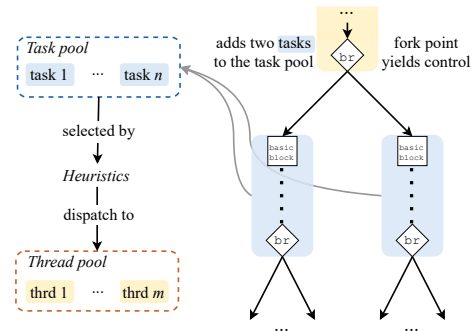 Task pool
task 1 ... task n
selected by
Heuristics
dispatch to
Thread pool
thrd 1 ... thrd m
...
adds two tasks
to the task pool
br
fork point
yields control
basic
block
br
...
basic
block
br
...